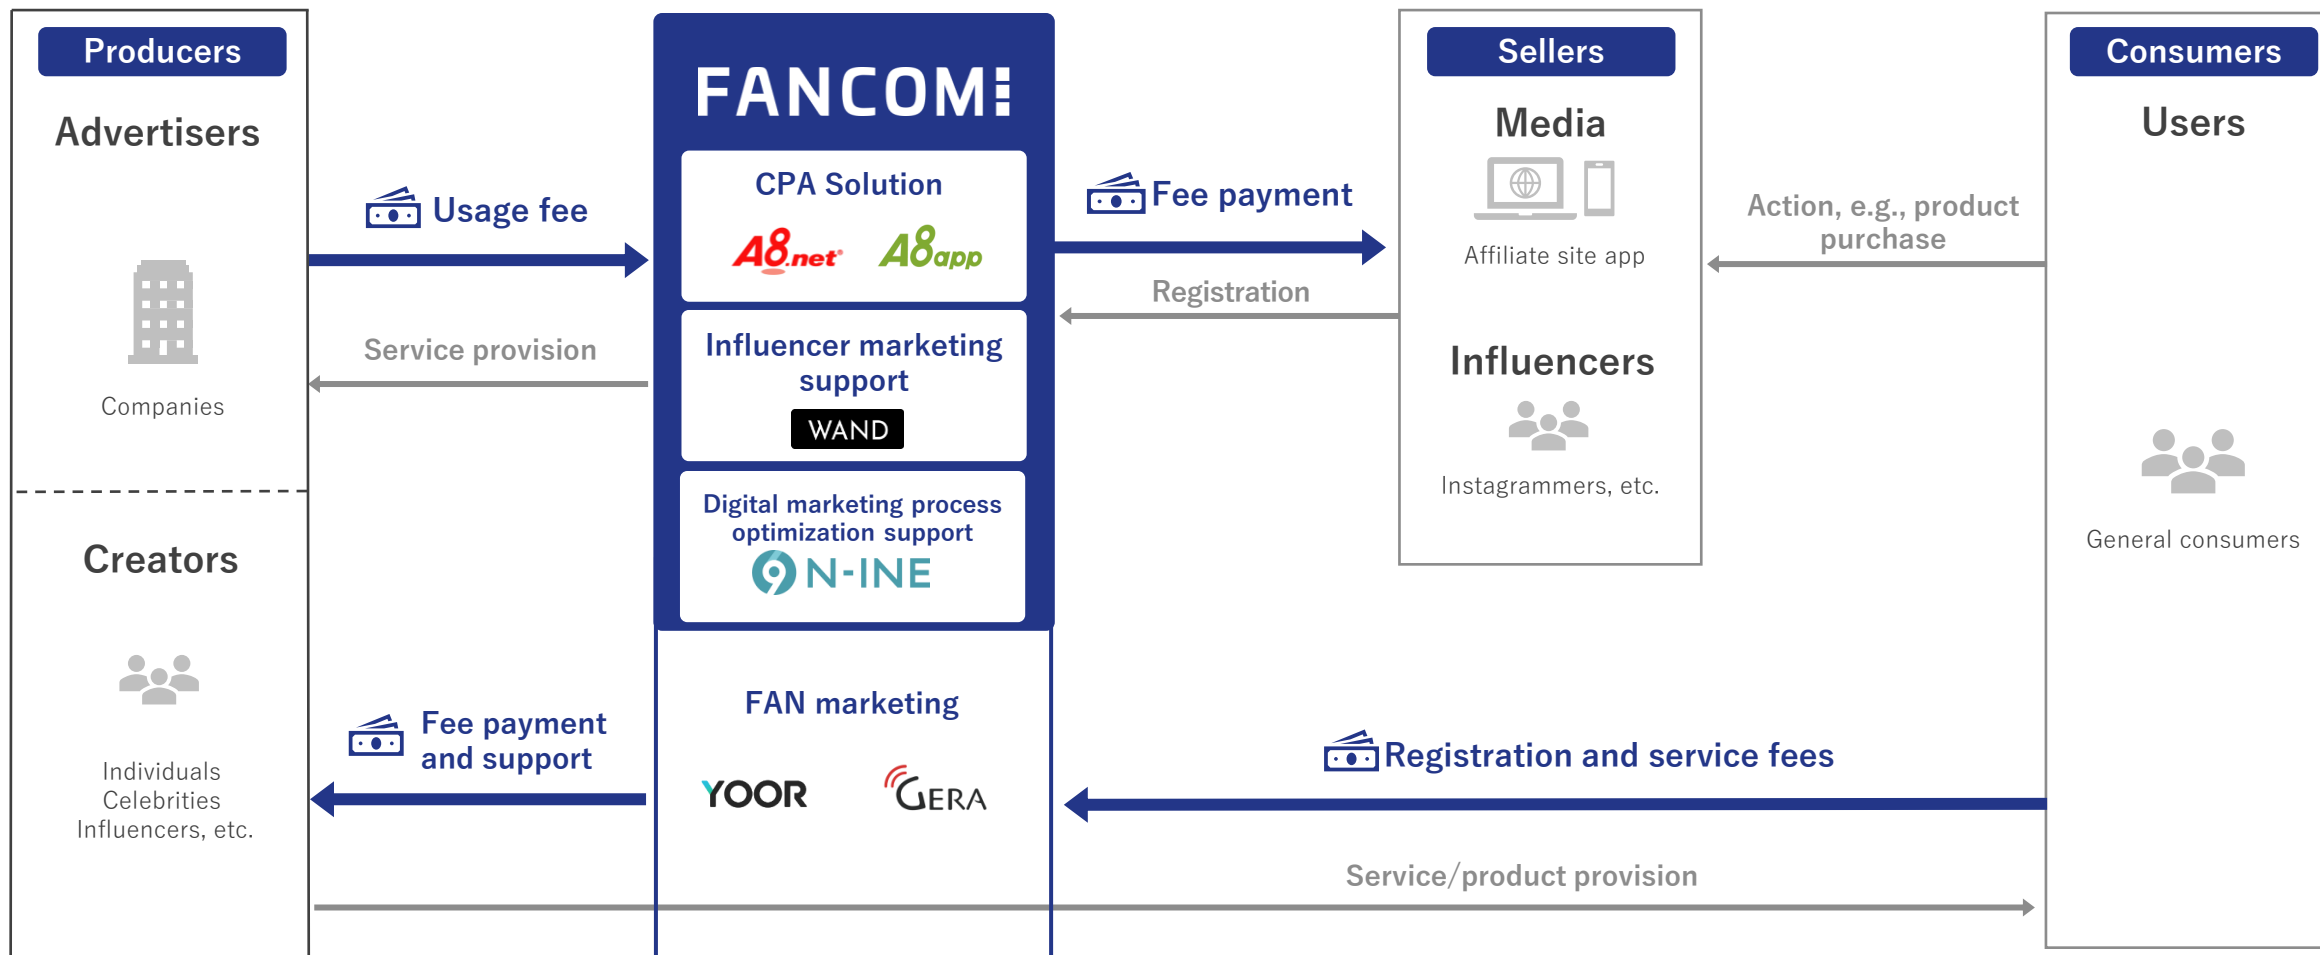 Producers
Advertisers
Companies
Creators
Individuals
Celebrities
Influencers, etc.
Usage fee
Service provision
Fee payment
and support
FANCOMI
CPA Solution
A8.net
A8app
Influencer marketing
support
WAND
Digital marketing process
optimization support
N-INE
FAN marketing
YOOR
GERA
Fee payment
Registration
Sellers
Media
Affiliate site app
Influencers
Instagrammers, etc.
Action, e.g., product
purchase
Registration and service fees
Service/product provision
Consumers
Users
General consumers